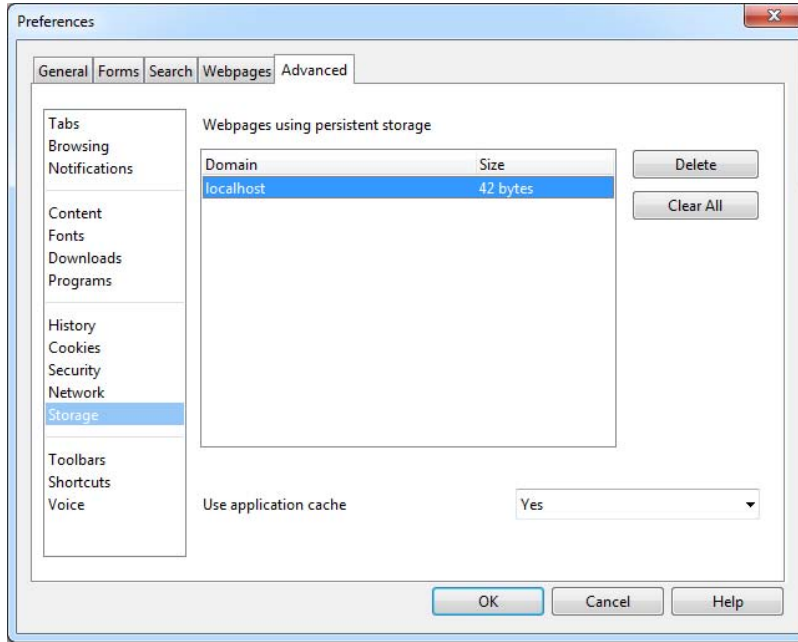 Preferences
General Forms Search Webpages Advanced
Tabs
Browsing
Notifications
Content
Fonts
Downloads
Programs
History
Cookies
Security
Network
Storage
Toolbars
Shortcuts
Voice
Webpages using persistent storage
Domain Size
localhost 42 bytes
Delete
Clear All
Use application cache Yes
OK Cancel Help